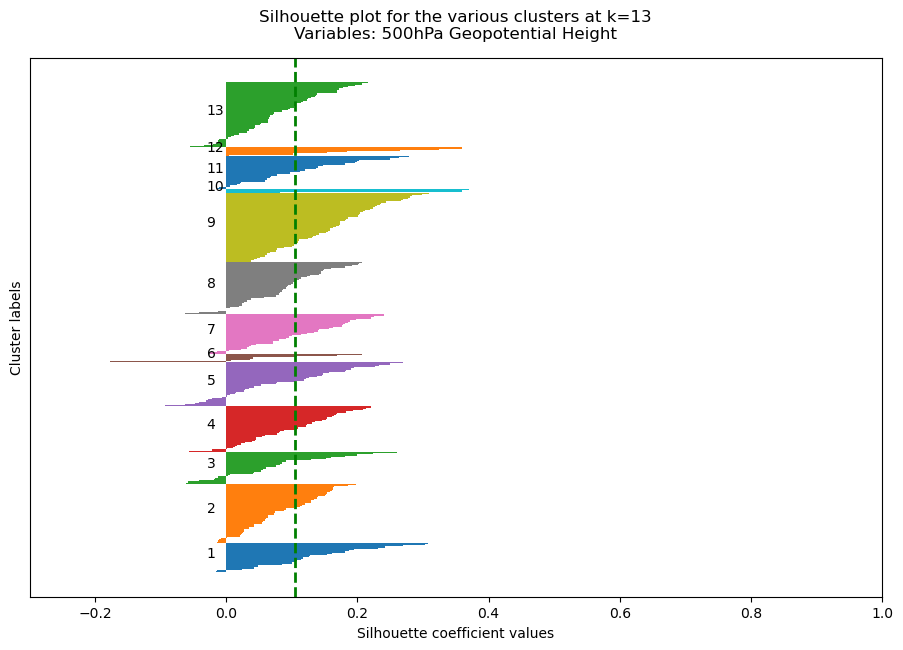 Silhouette plot for the various clusters at k=13
Variables: 500hPa Geopotential Height
Cluster labels
13
12
11
10
9
8
7
6
5
4
3
2
1
−0.2 0.0 0.2 0.4 0.6 0.8 1.0
Silhouette coefficient values